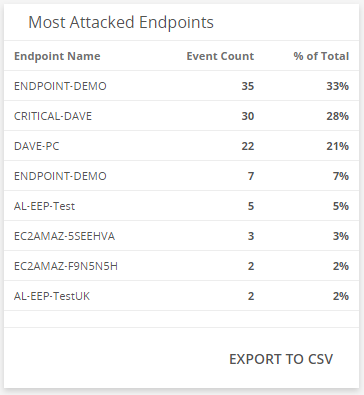 Most Attacked Endpoints
Endpoint Name Event Count % of Total
ENDPOINT-DEMO 35 33%
CRITICAL-DAVE 30 28%
DAVE-PC 22 21%
ENDPOINT-DEMO 7 7%
AL-EEP-Test 5 5%
EC2AMAZ-5SEEHVA 3 3%
EC2AMAZ-F9N5N5H 2 2%
AL-EEP-TestUK 2 2%
EXPORT TO CSV